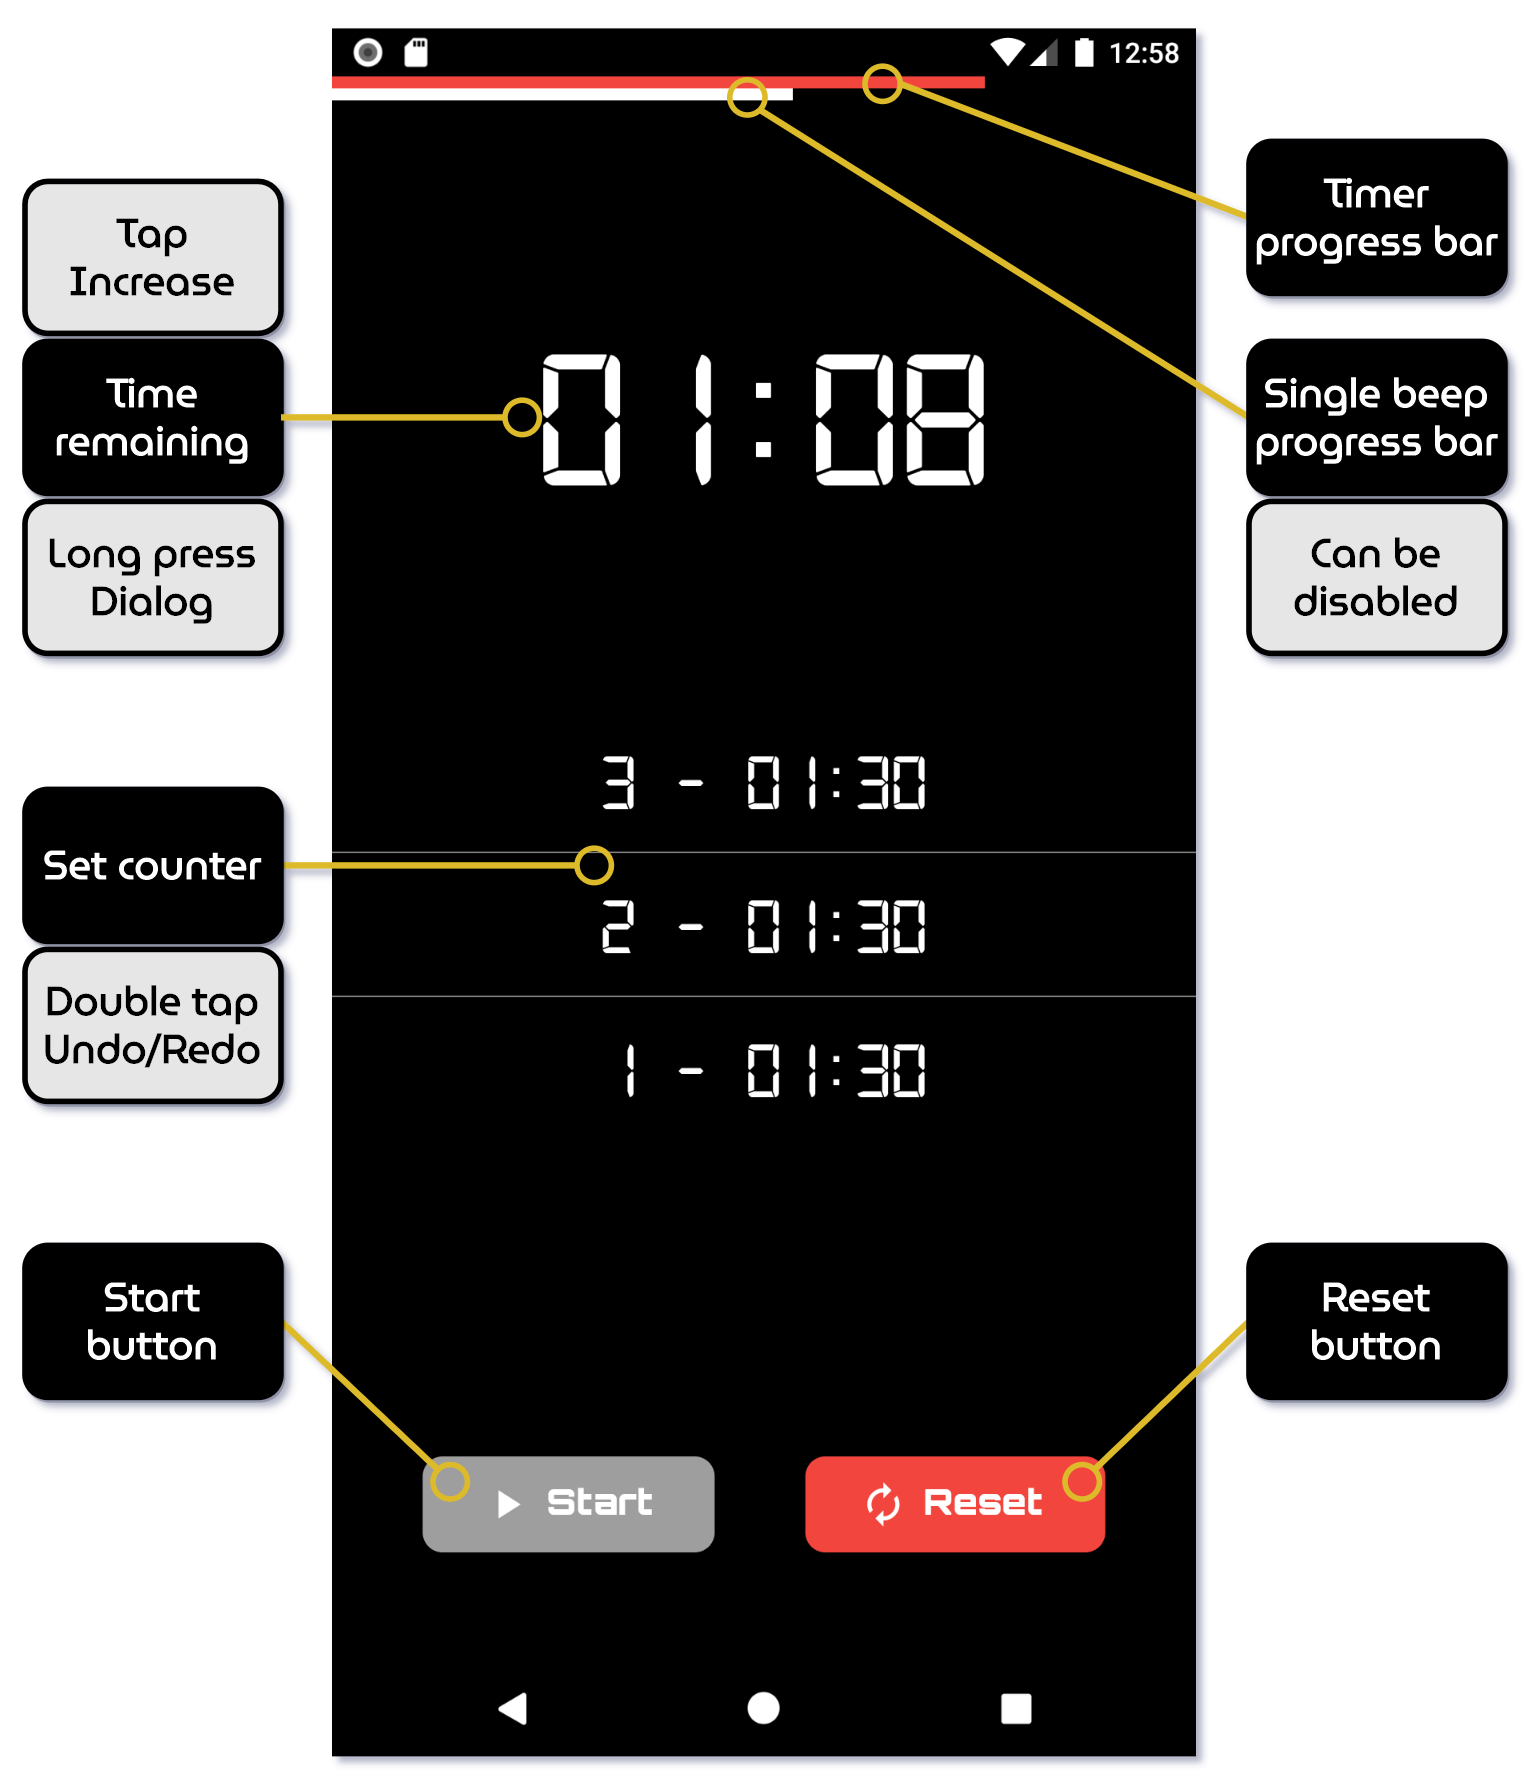 12:58
Timer
progress bar
Tap
Increase
Time
remaining
Long press
Dialog
01:08
Single beep
progress bar
Can be
disabled
3 - 01:30
Set counter
2 - 01:30
Double tap
Undo/Redo
1 - 01:30
Start
button
Reset
button
Start
Reset